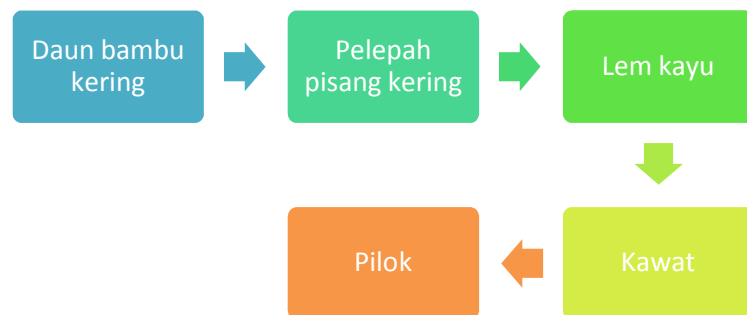 Daun bambu
kering
Pelepah
pisang kering
Lem kayu
Kawat
Pilok